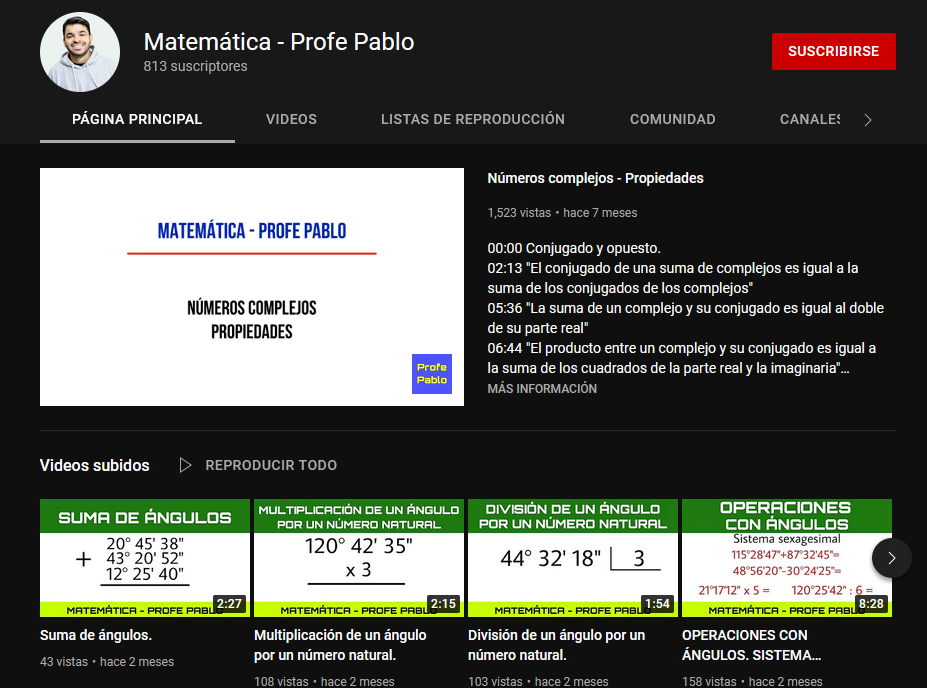 Matemática - Profe Pablo
813 suscriptores
SUSCRIBIRSE
PÁGINA PRINCIPAL
VIDEOS
LISTAS DE REPRODUCCIÓN
COMUNIDAD
CANALES
MATEMÁTICA - PROFE PABLO
NÚMEROS COMPLEJOS
PROPIEDADES
Profe
Pablo
Números complejos - Propiedades
1,523 vistas • hace 7 meses
00:00 Conjugado y opuesto.
02:13 "El conjugado de una suma de complejos es igual a la
suma de los conjugados de los complejos"
05:36 "La suma de un complejo y su conjugado es igual al doble
de su parte real"
06:44 "El producto entre un complejo y su conjugado es igual a
la suma de los cuadrados de la parte real y la imaginaria"...
MÁS INFORMACIÓN
Videos subidos
REPRODUCIR TODO
SUMA DE ÁNGULOS
20° 45' 38"
+ 43° 20' 52"
12° 25' 40"
MATEMÁTICA - PROFE PABLO
2:27
Suma de ángulos.
43 vistas • hace 2 meses
MULTIPLICACIÓN DE UN ÁNGULO
POR UN NÚMERO NATURAL
120° 42' 35"
x 3
MATEMÁTICA - PROFE PABLO
2:15
Multiplicación de un ángulo
por un número natural.
108 vistas • hace 2 meses
DIVISIÓN DE UN ÁNGULO
POR UN NÚMERO NATURAL
44° 32' 18" 3
MATEMÁTICA - PROFE PABLO
1:54
División de un ángulo por un
número natural.
103 vistas • hace 2 meses
OPERACIONES
CON ÁNGULOS
Sistema sexagesimal
115°28'47"+87°32'45"=
48°56'20"-30°24'25"=
21°17'12" x 5 = 120°25'42" : 6 =
MATEMÁTICA - PROFE PABLO
8:28
OPERACIONES CON
ÁNGULOS. SISTEMA...
158 vistas • hace 2 meses